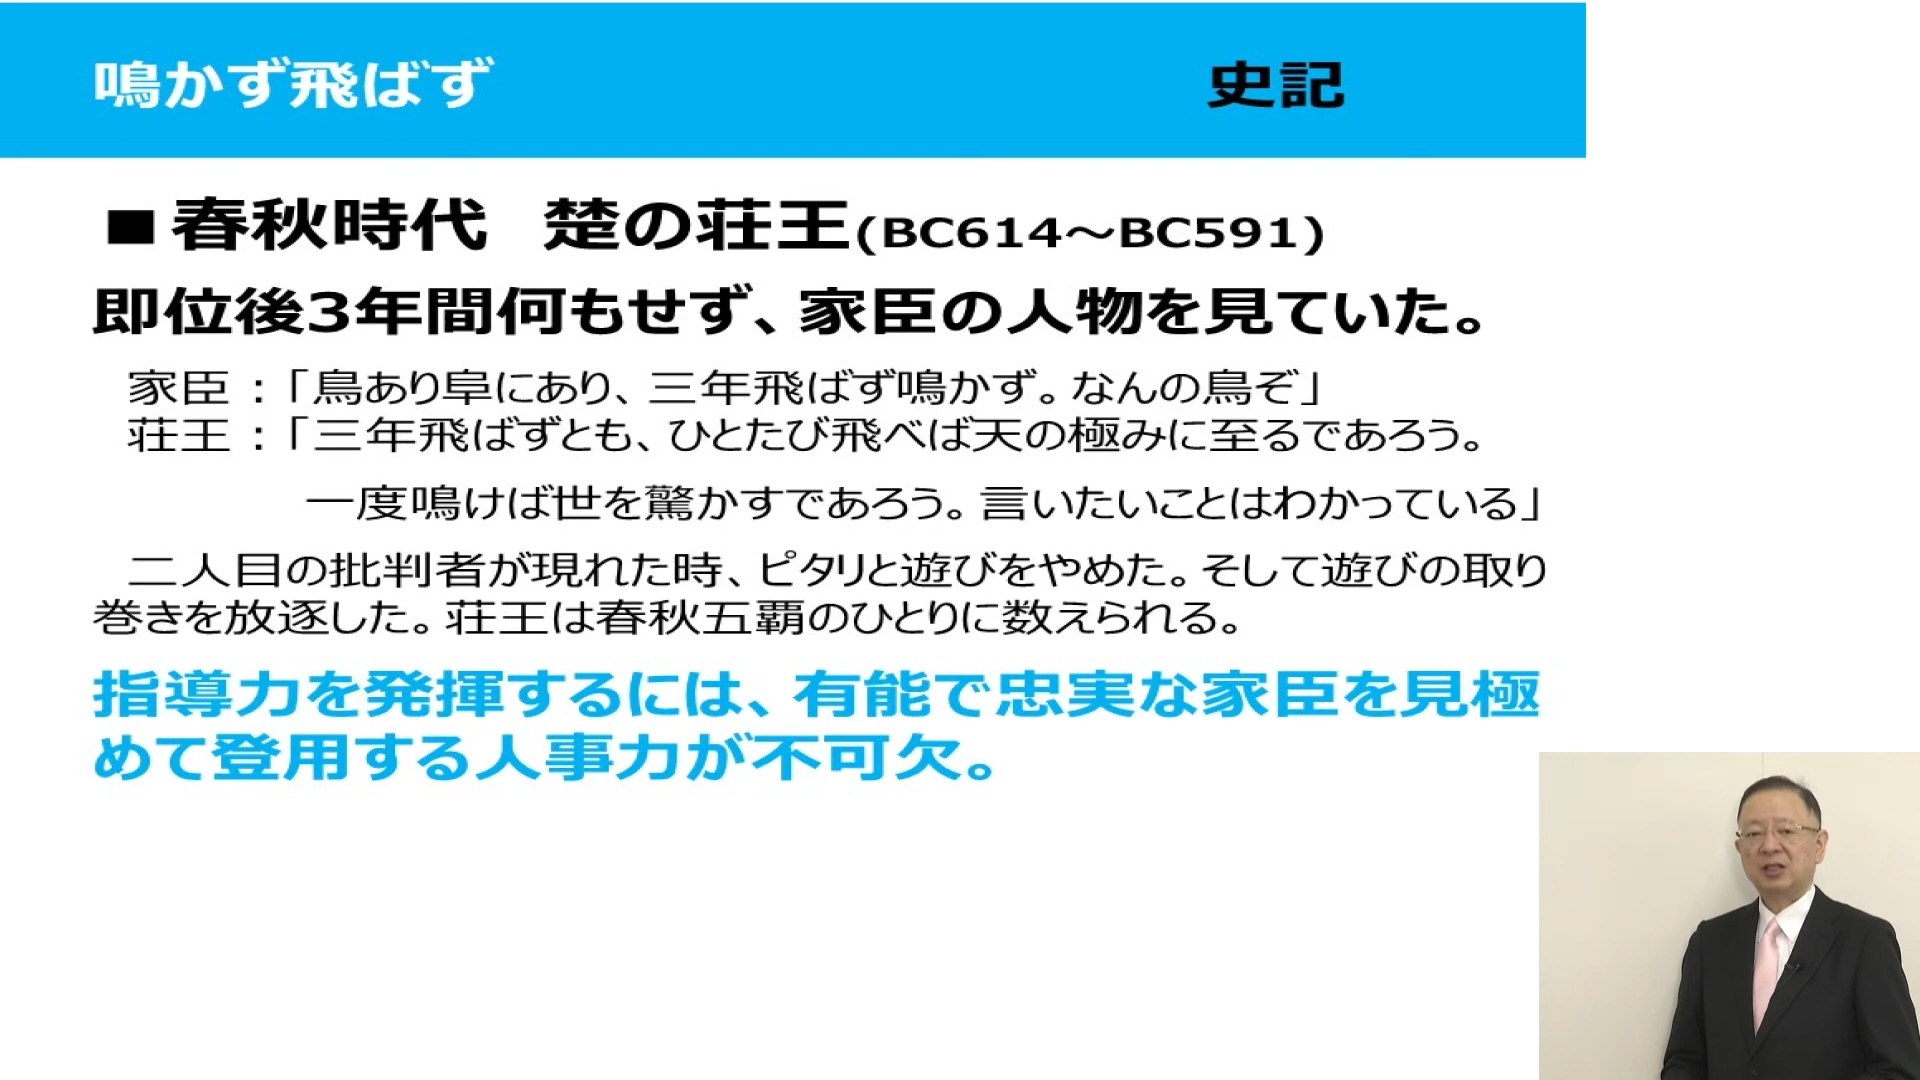 鳴かず飛ばず 史記
■春秋時代 楚の荘王(BC614～BC591)
即位後3年間何もせず、家臣の人物を見ていた。
家臣：「鳥あり阜にあり、三年飛ばず鳴かず。なんの鳥ぞ」
荘王：「三年飛ばずとも、ひとたび飛べば天の極みに至るであろう。
一度鳴けば世を驚かすであろう。言いたいことはわかっている」
二人目の批判者が現れた時、ピタリと遊びをやめた。そして遊びの取り
巻きを放逐した。荘王は春秋五覇のひとりに数えられる。
指導力を発揮するには、有能で忠実な家臣を見極
めて登用する人事力が不可欠。